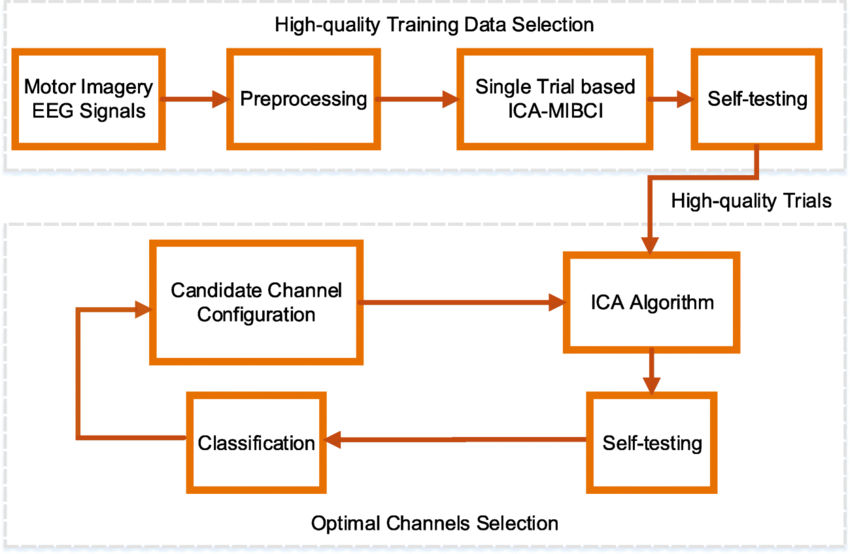 High-quality Training Data Selection
Motor Imagery
EEG Signals
Preprocessing
Single Trial based
ICA-MIBCI
Self-testing
High-quality Trials
Candidate Channel
Configuration
ICA Algorithm
Classification
Self-testing
Optimal Channels Selection